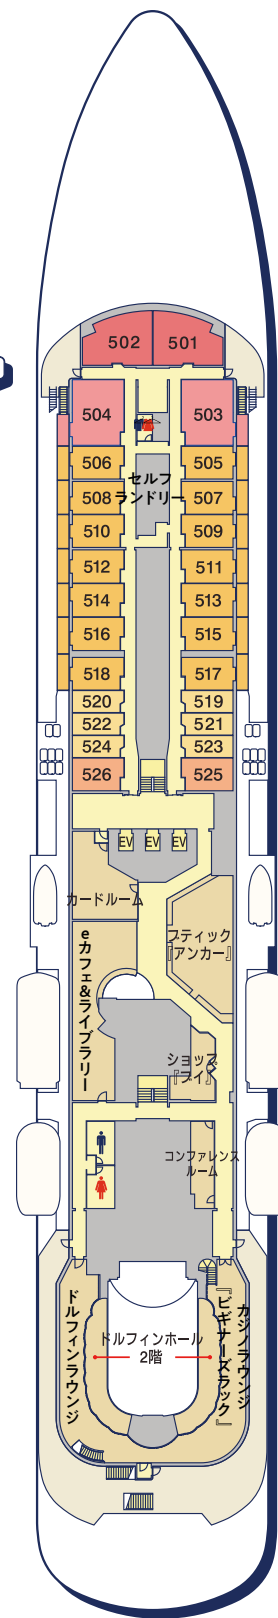 502 501
504 503
506 505
セルフ
ランドリー
508 507
510 509
512 511
514 513
516 515
518 517
520 519
522 521
524 523
526 525
EV EV EV
カードルーム
ブティック
『アンカー』
eカフェ&ライブラリー
ショップ
『ブイ』
コンファレンス
ルーム
ドルフィンラウンジ
ドルフィンホール
2階
カジノラウンジ
『ビギナーズラック』